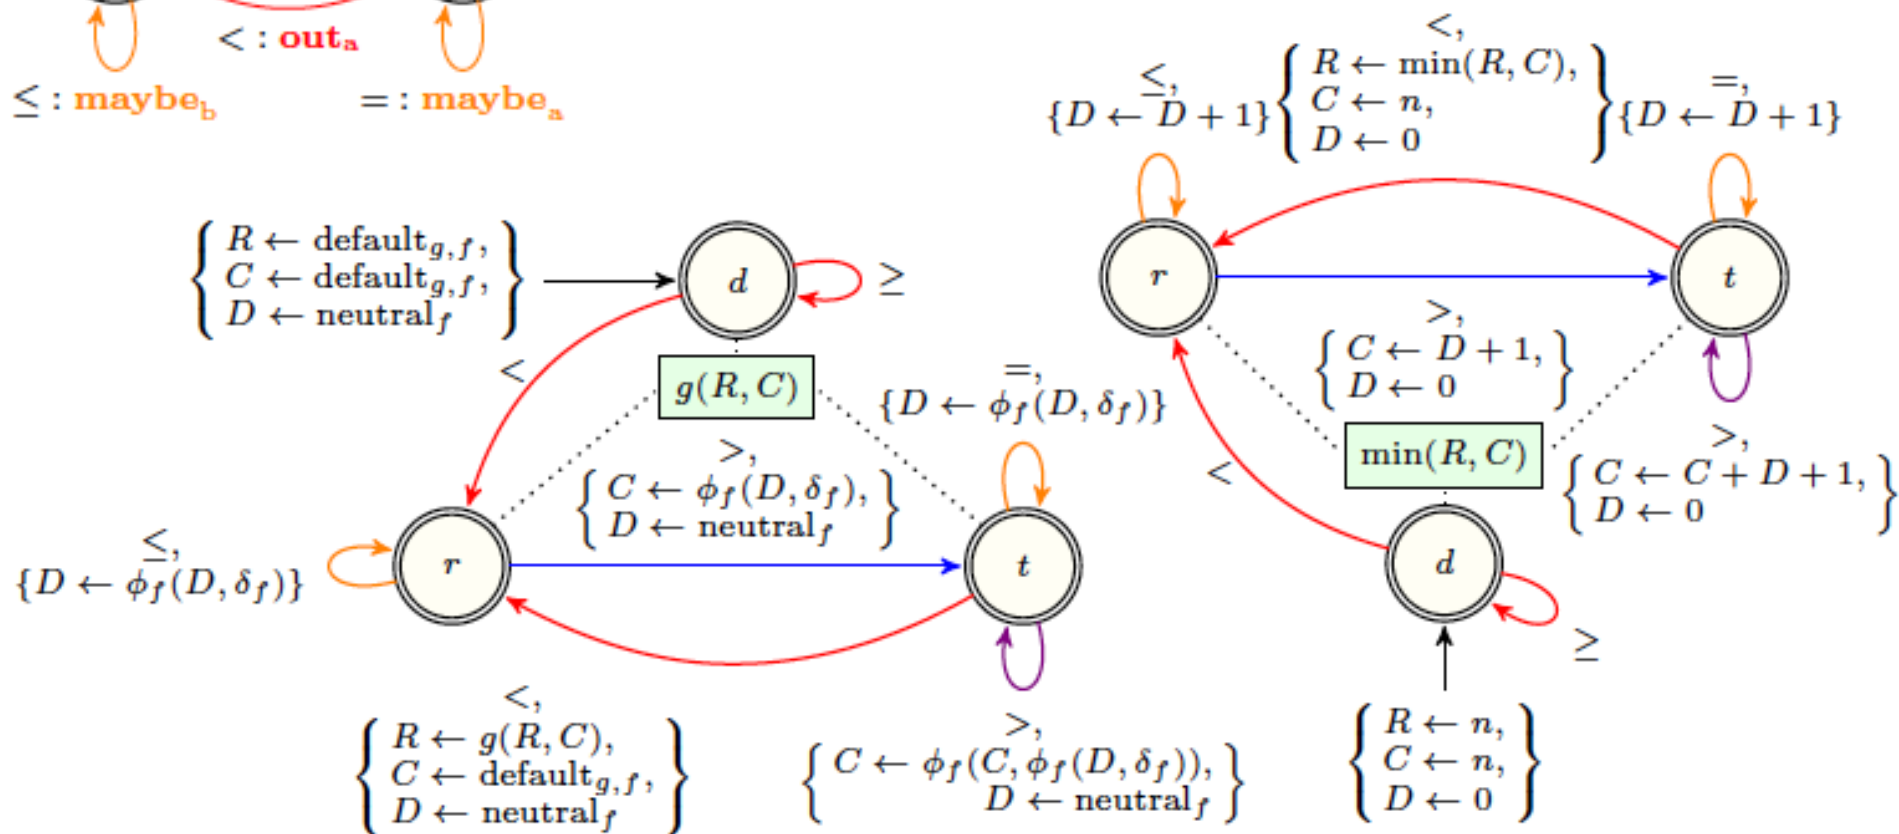 < : out_a
≤ : maybe_b
= : maybe_a
<,
{ R ← min(R, C),
C ← n,
D ← 0 }
≤,
{D ← D + 1}
=,
{D ← D + 1}
r
t
>,
{ C ← D + 1,
D ← 0 }
min(R, C)
>,
{ C ← C + D + 1,
D ← 0 }
<
d
≥
{ R ← n,
C ← n,
D ← 0 }
{ R ← default_{g,f},
C ← default_{g,f},
D ← neutral_f }
d
≥
<
g(R, C)
=,
{D ← ϕ_f(D, δ_f)}
>,
{ C ← ϕ_f(D, δ_f),
D ← neutral_f }
≤,
{D ← ϕ_f(D, δ_f)}
r
t
<,
{ R ← g(R, C),
C ← default_{g,f},
D ← neutral_f }
>,
{ C ← ϕ_f(C, ϕ_f(D, δ_f)),
D ← neutral_f }